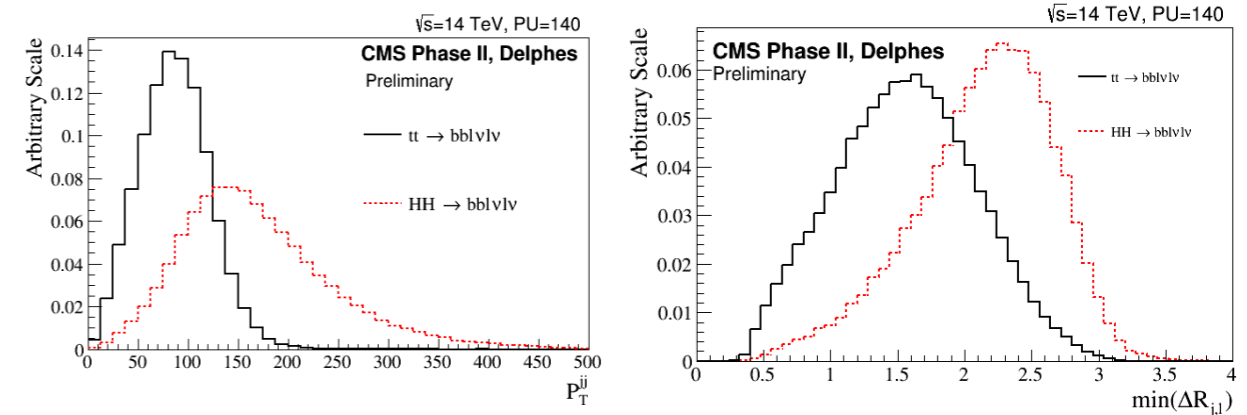 √s=14 TeV, PU=140
Arbitrary Scale
CMS Phase II, Delphes
Preliminary
tt → bblνlν
HH → bblνlν
0.14
0.12
0.1
0.08
0.06
0.04
0.02
0
0 50 100 150 200 250 300 350 400 450 500
P_T^jj
√s=14 TeV, PU=140
Arbitrary Scale
CMS Phase II, Delphes
Preliminary
tt → bblνlν
HH → bblνlν
0.06
0.05
0.04
0.03
0.02
0.01
0
0 0.5 1 1.5 2 2.5 3 3.5 4
min(ΔR_j,l)